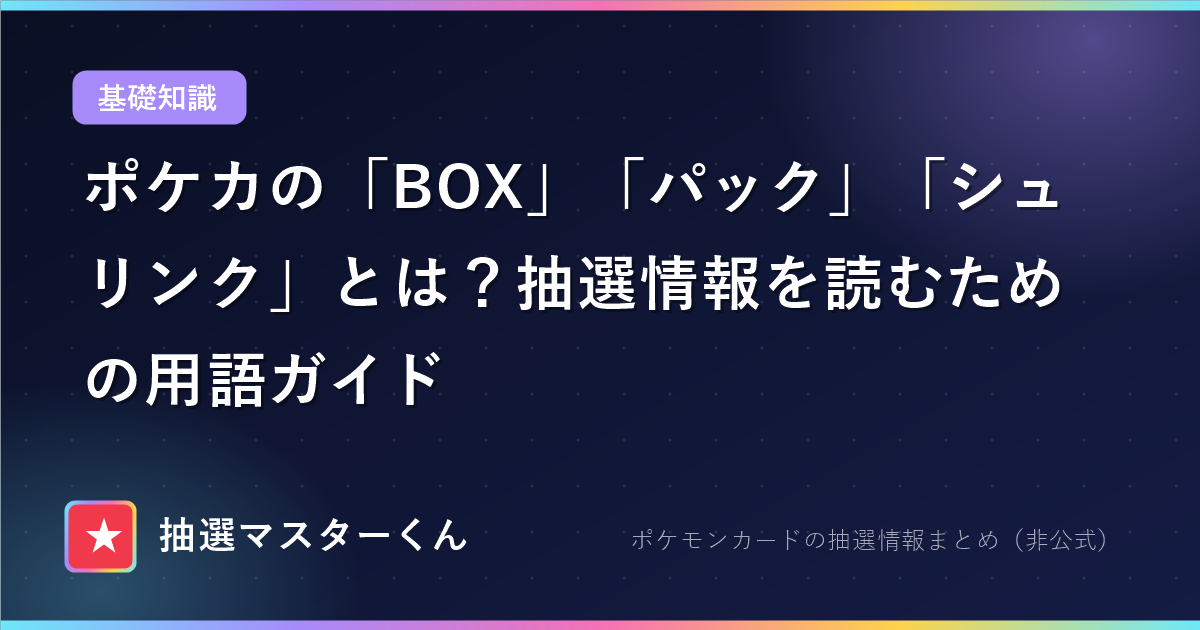 基礎知識
ポケカの「BOX」「パック」「シュ
リンク」とは？抽選情報を読むため
の用語ガイド
抽選マスターくん
ポケモンカードの抽選情報まとめ（非公式）